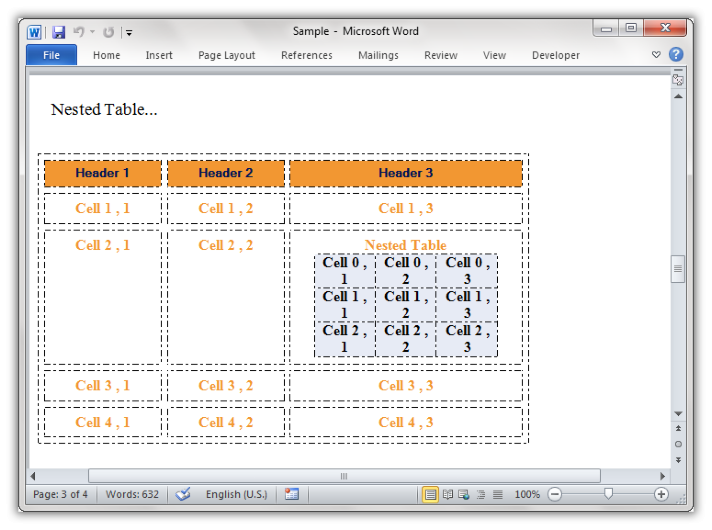 W
Sample - Microsoft Word
File Home Insert Page Layout References Mailings Review View Developer
Nested Table...
Header 1 Header 2 Header 3
Cell 1 , 1 Cell 1 , 2 Cell 1 , 3
Cell 2 , 1 Cell 2 , 2 Nested Table
Cell 0 , Cell 0 , Cell 0 ,
1 2 3
Cell 1 , Cell 1 , Cell 1 ,
1 2 3
Cell 2 , Cell 2 , Cell 2 ,
1 2 3
Cell 3 , 1 Cell 3 , 2 Cell 3 , 3
Cell 4 , 1 Cell 4 , 2 Cell 4 , 3
Page: 3 of 4 Words: 632 English (U.S.) 100%